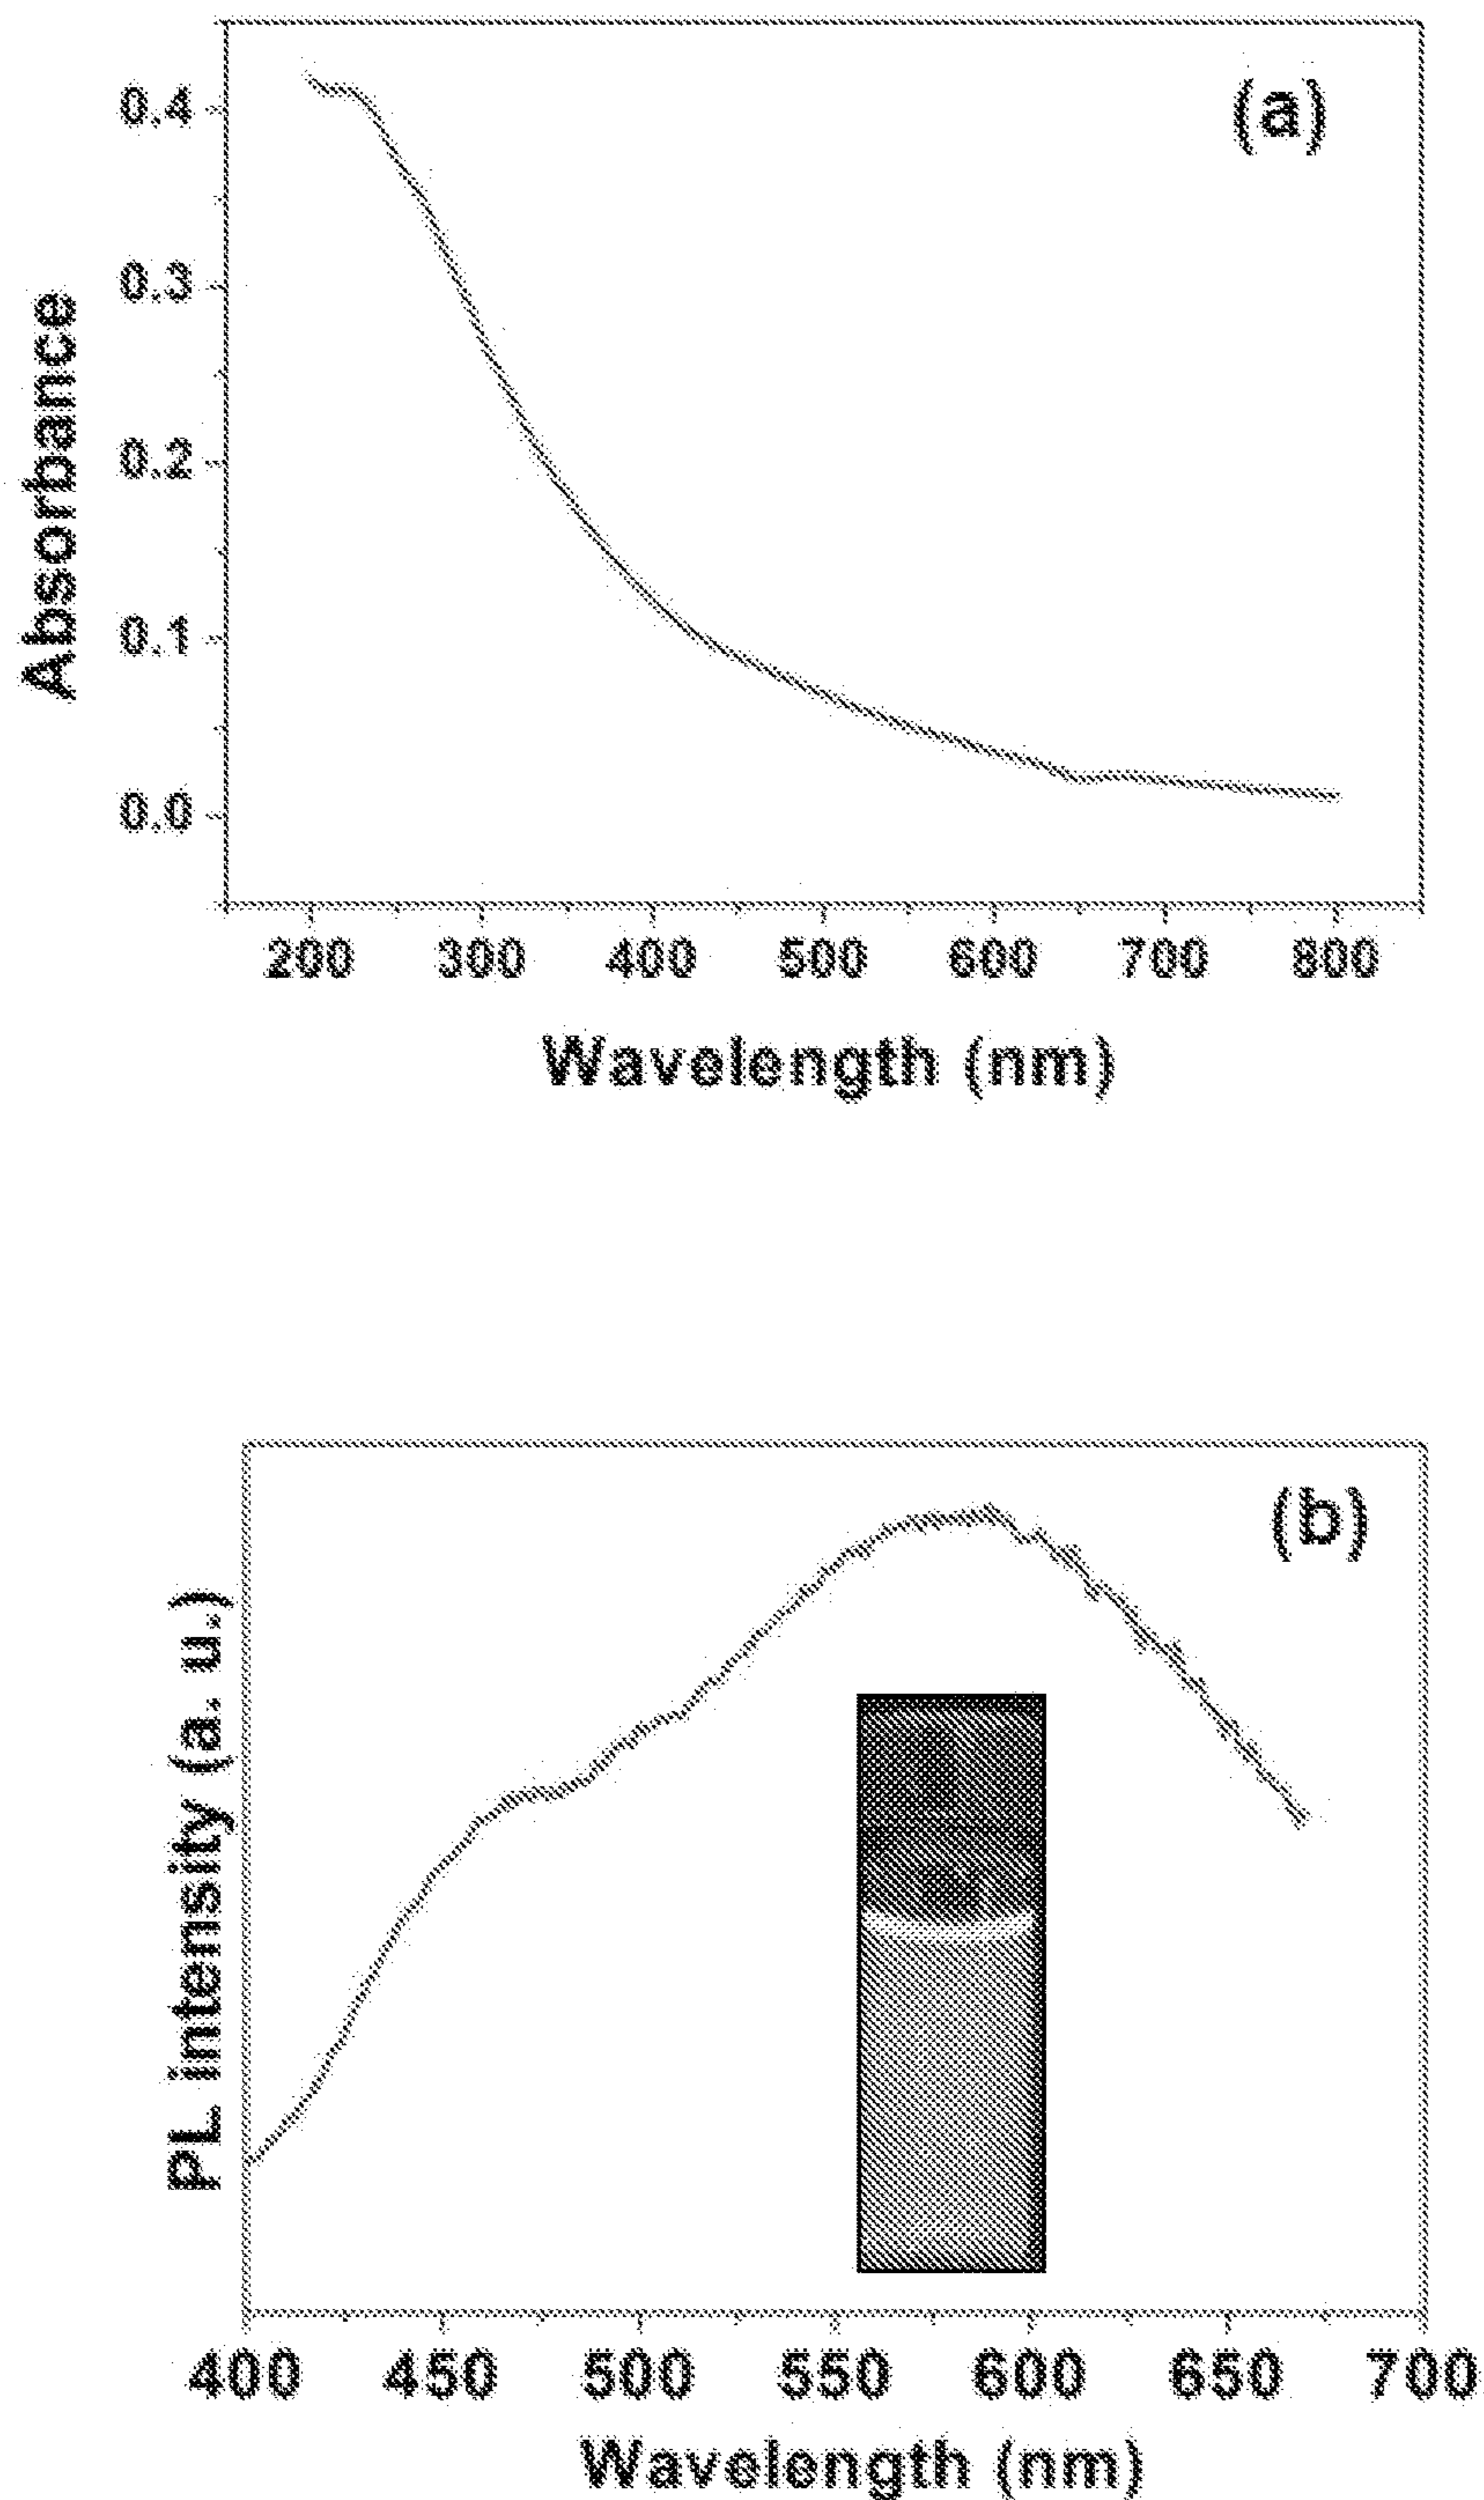 (a)
Absorbance
0.4
0.3
0.2
0.1
0.0
200 300 400 500 600 700 800
Wavelength (nm)
(b)
PL intensity (a. u.)
400 450 500 550 600 650 700
Wavelength (nm)